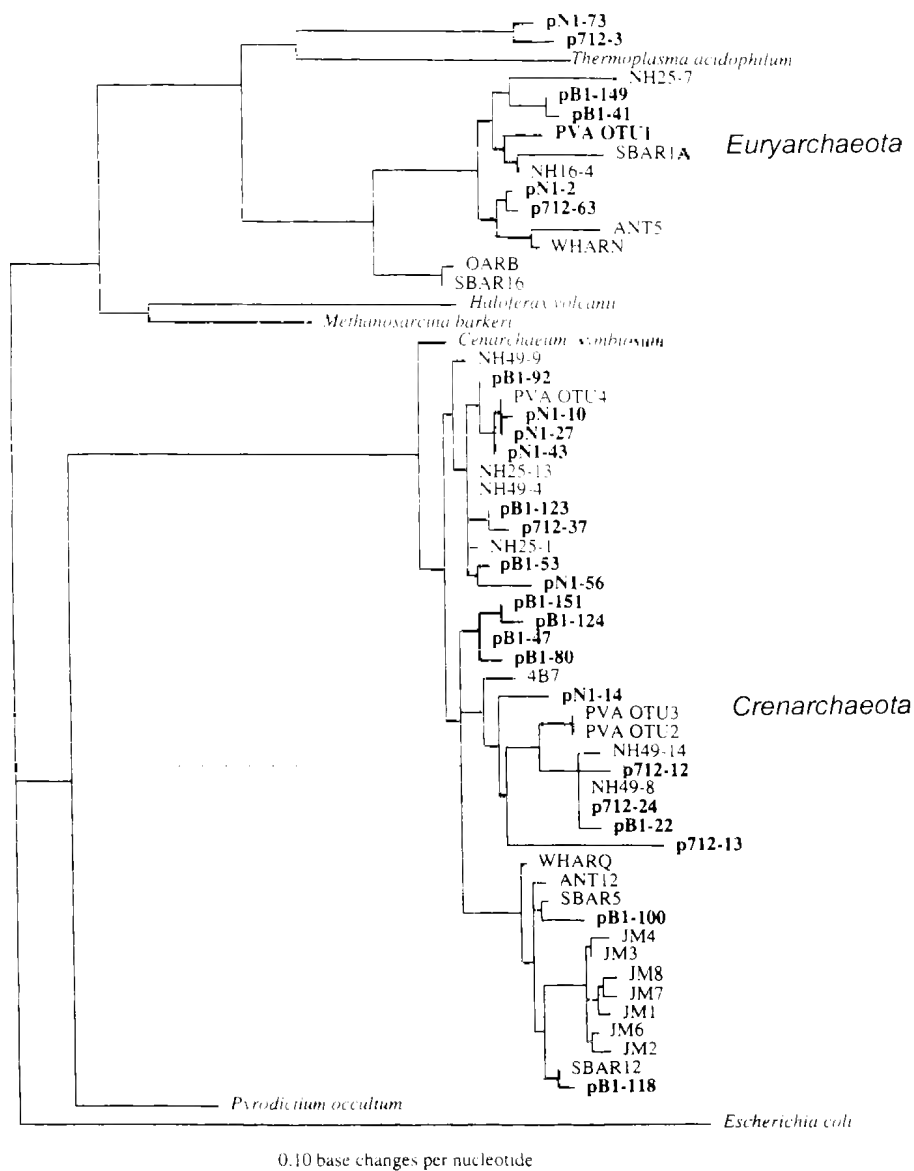 pN1-73
p712-3
Thermoplasma acidophilum
NH25-7
pB1-149
pB1-41
PVA OTU1
Euryarchaeota
SBAR1A
NH16-4
pN1-2
p712-63
ANT5
WHARN
OARB
SBAR16
Haloferax volcanii
Methanosarcina barkeri
Cenarchaeum symbiosum
NH49-9
pB1-92
PVA OTU4
pN1-10
pN1-27
pN1-43
NH25-13
NH49-4
pB1-123
p712-37
NH25-1
pB1-53
pN1-56
pB1-151
pB1-124
pB1-47
pB1-80
4B7
pN1-14
Crenarchaeota
PVA OTU3
PVA OTU2
NH49-14
p712-12
NH49-8
p712-24
pB1-22
p712-13
WHARQ
ANT12
SBAR5
pB1-100
JM4
JM3
JM8
JM7
JM1
JM6
JM2
SBAR12
pB1-118
Pyrodictium occultum
Escherichia coli
0.10 base changes per nucleotide